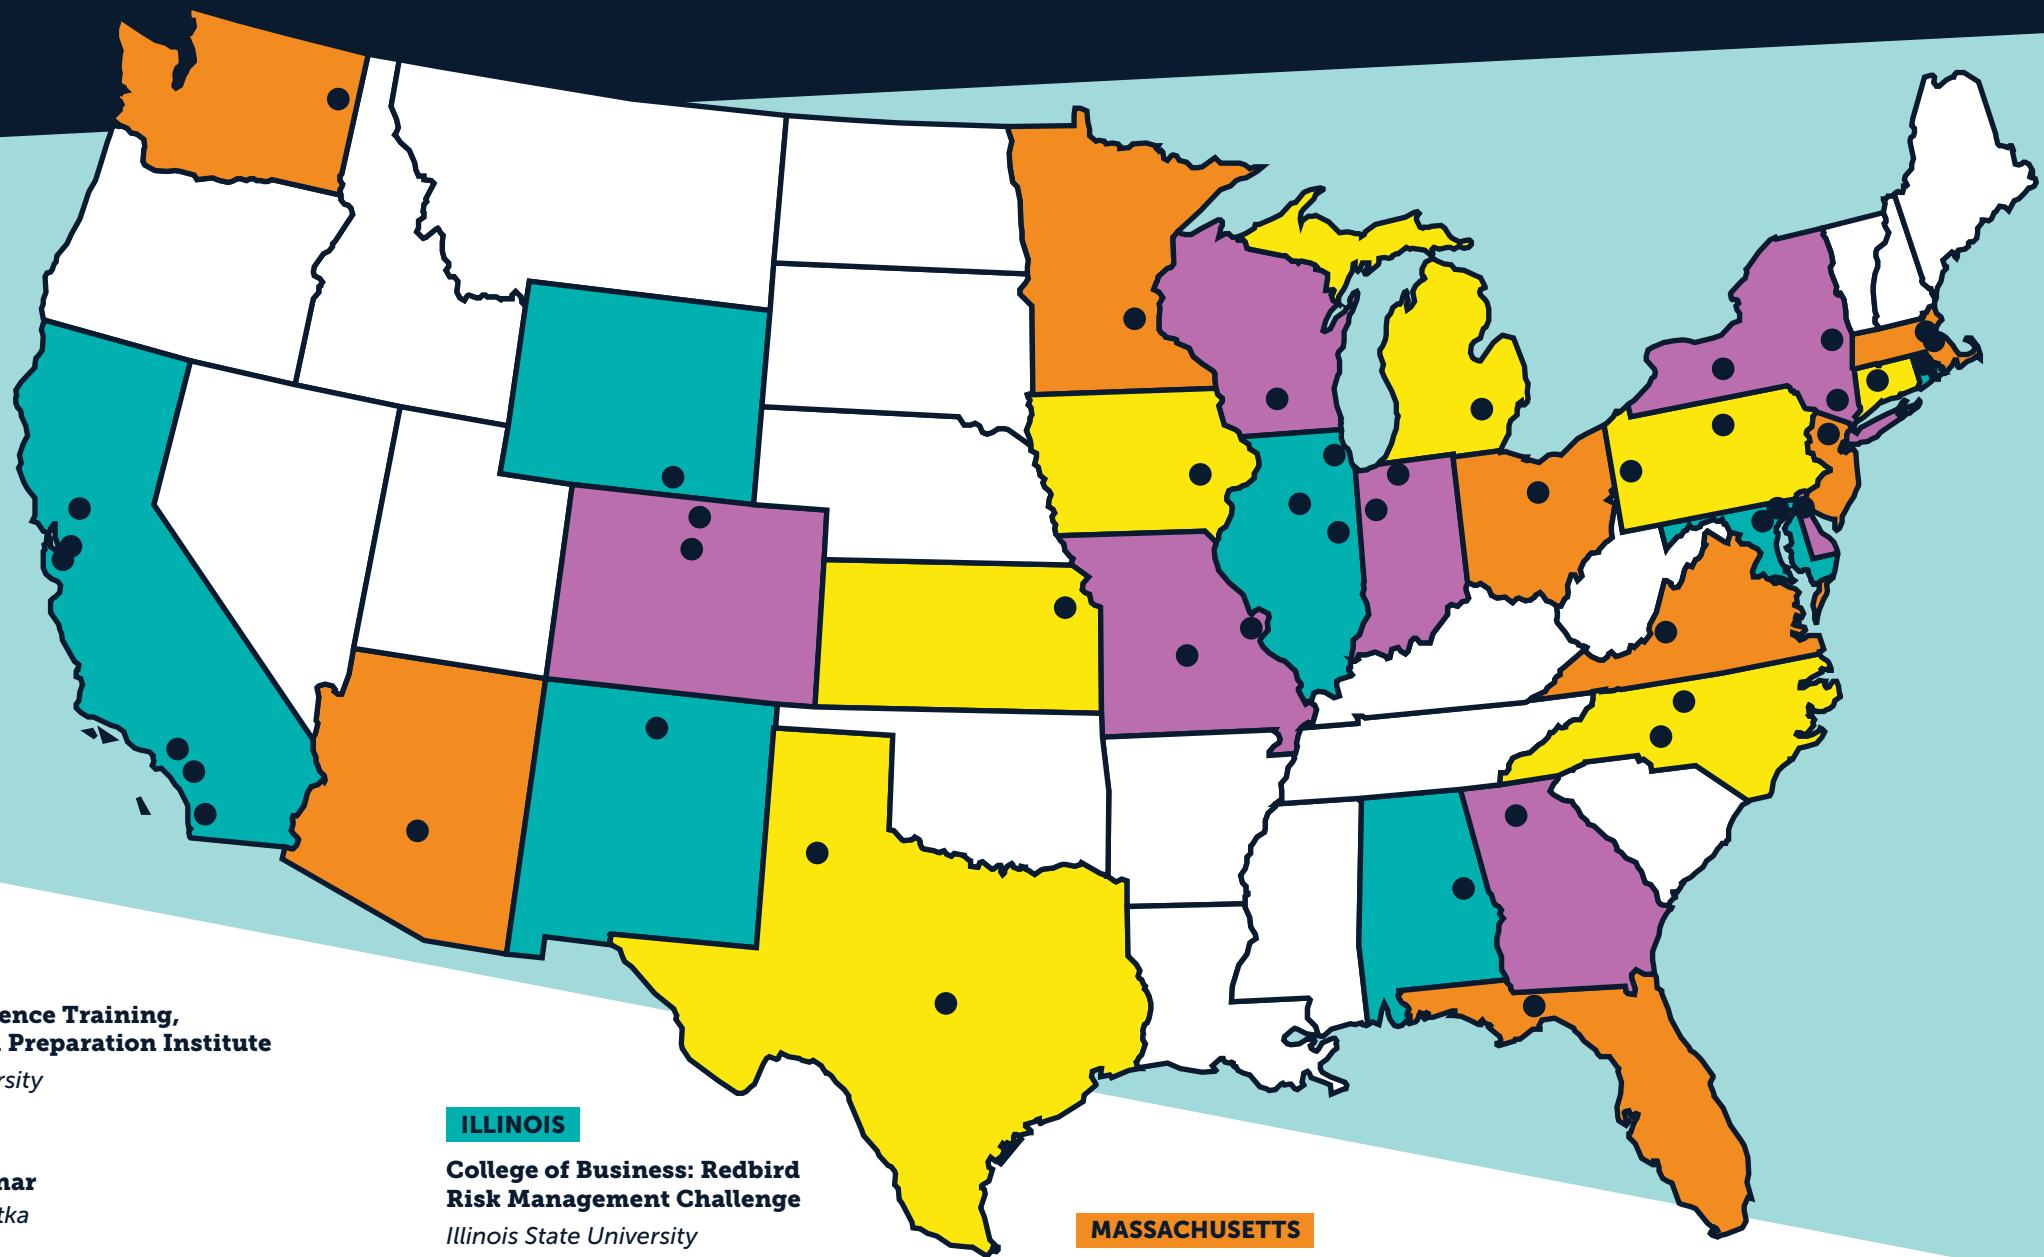 Preparation Institute
ILLINOIS
College of Business: Redbird
Risk Management Challenge
Illinois State University
MASSACHUSETTS
ence Training,
rsity
nar
tka